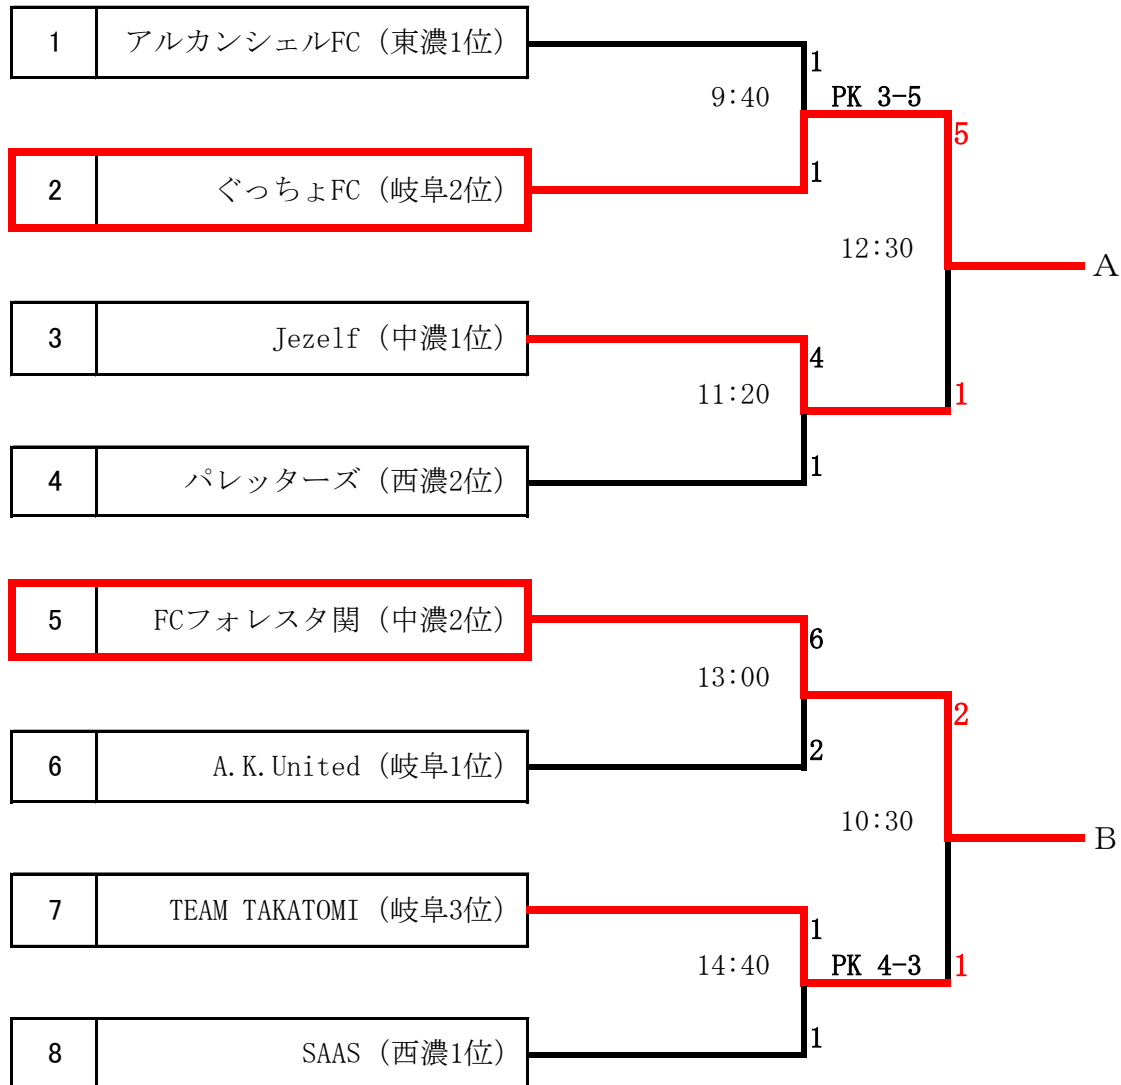 1 アルカンシェルFC (東濃1位)
1
9:40
PK 3-5
5
2 ぐっちょFC (岐阜2位)
1
12:30
A
3 Jezelf (中濃1位)
4
11:20
1
4 パレッターズ (西濃2位)
1
5 FCフォレスタ関 (中濃2位)
6
13:00
2
6 A.K.United (岐阜1位)
2
10:30
B
7 TEAM TAKATOMI (岐阜3位)
1
14:40
PK 4-3
1
8 SAAS (西濃1位)
1